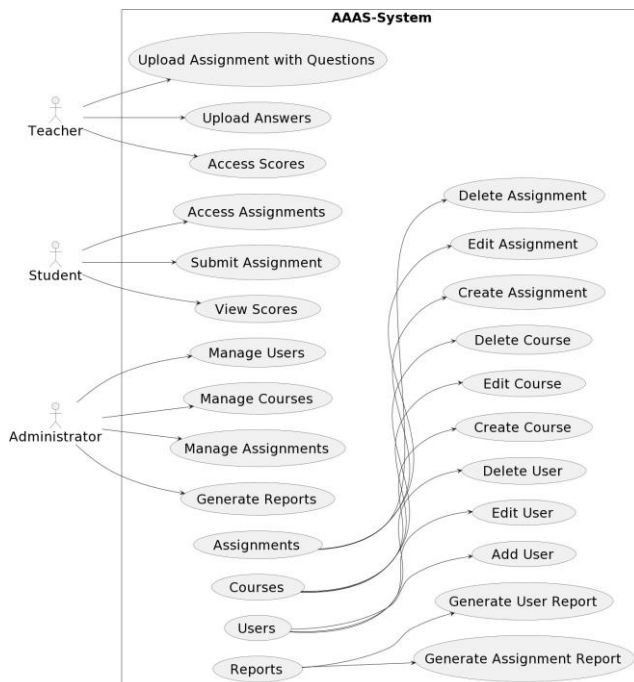 AAAS-System
Upload Assignment with Questions
Teacher
Upload Answers
Access Scores
Access Assignments
Student
Submit Assignment
View Scores
Manage Users
Administrator
Manage Courses
Manage Assignments
Generate Reports
Assignments
Courses
Users
Reports
Delete Assignment
Edit Assignment
Create Assignment
Delete Course
Edit Course
Create Course
Delete User
Edit User
Add User
Generate User Report
Generate Assignment Report